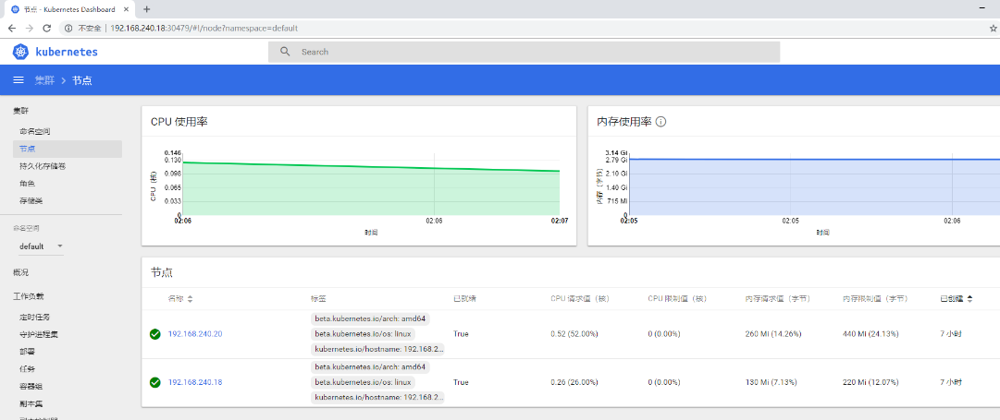 节点 - Kubernetes Dashboard
不安全 | 192.168.240.18:30479/#!/node?namespace=default
kubernetes
Search
集群 > 节点
集群
命名空间
节点
持久化存储卷
角色
存储类
命名空间
default
概况
工作负载
定时任务
守护进程集
部署
任务
容器组
副本集
CPU 使用率
CPU (核)
0.146
0.130
0.098
0.065
0.033
0
02:06
02:06
02:07
时间
内存使用率
内存 (字节)
3.14 Gi
2.79 Gi
2.10 Gi
1.40 Gi
715 Mi
0
02:05
02:05
02:06
时间
节点
名称 标签 已就绪 CPU 请求值 (核) CPU 限制值 (核) 内存请求值 (字节) 内存限制值 (字节) 已创建
beta.kubernetes.io/arch: amd64
192.168.240.20 beta.kubernetes.io/os: linux True 0.52 (52.00%) 0 (0.00%) 260 Mi (14.26%) 440 Mi (24.13%) 7 小时
kubernetes.io/hostname: 192.168.2...
beta.kubernetes.io/arch: amd64
192.168.240.18 beta.kubernetes.io/os: linux True 0.26 (26.00%) 0 (0.00%) 130 Mi (7.13%) 220 Mi (12.07%) 7 小时
kubernetes.io/hostname: 192.168.2...